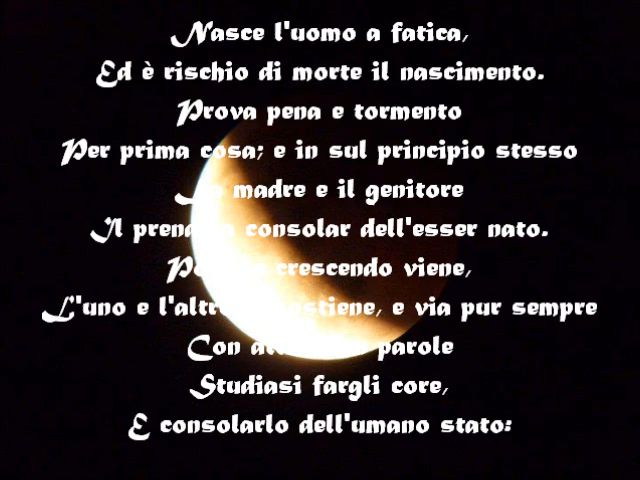 Nasce l'uomo a fatica,
Ed è rischio di morte il nascimento.
Prova pena e tormento
Per prima cosa; e in sul principio stesso
La madre e il genitore
Il prende a consolar dell'esser nato.
Poi che crescendo viene,
L'uno e l'altro il sostiene, e via pur sempre
Con atti e con parole
Studiasi fargli core,
E consolarlo dell'umano stato: